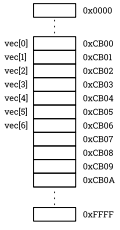 0x0000
vec[0] 0xCB00
vec[1] 0xCB01
vec[2] 0xCB02
vec[3] 0xCB03
vec[4] 0xCB04
vec[5] 0xCB05
vec[6] 0xCB06
0xCB07
0xCB08
0xCB09
0xCB0A
0xFFFF